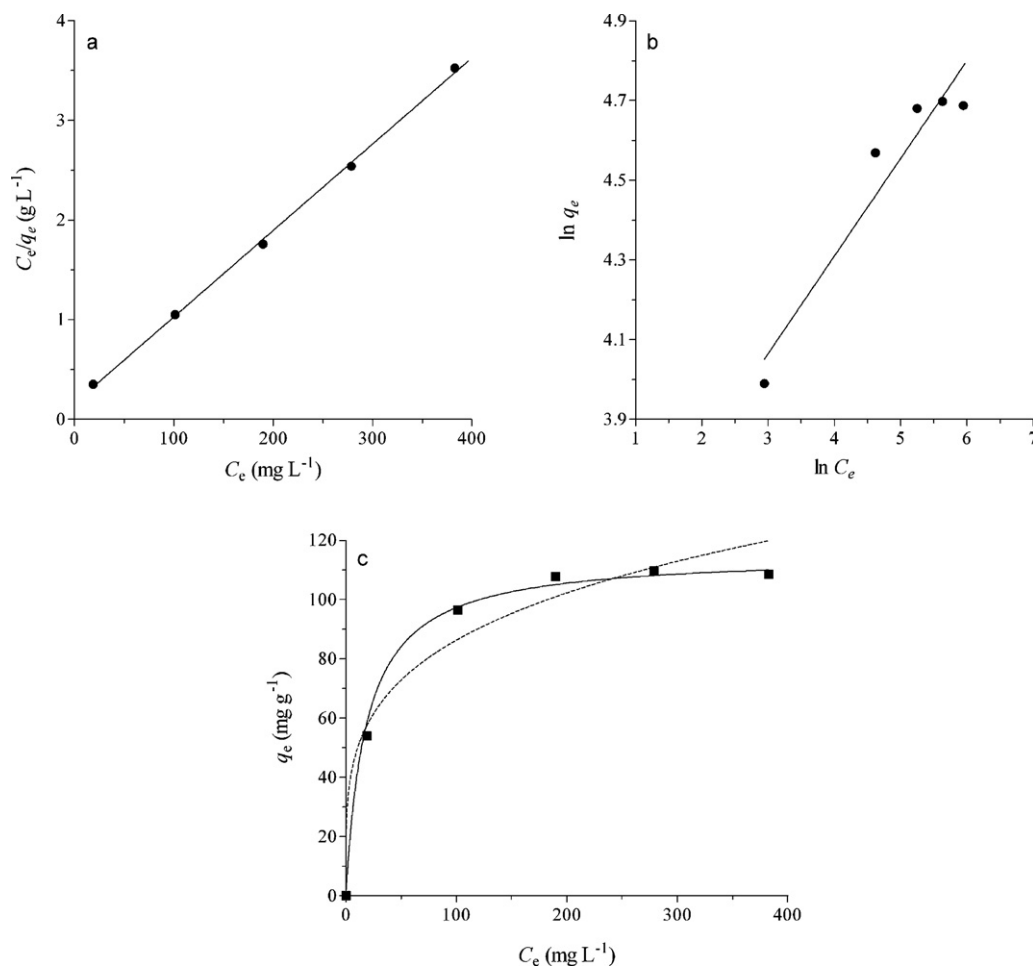 a
4
3
2
1
0
0 100 200 300 400
C_e/q_e (g L⁻¹)
C_e (mg L⁻¹)
b
4.9
4.7
4.5
4.3
4.1
3.9
1 2 3 4 5 6 7
ln q_e
ln C_e
c
120
100
80
60
40
20
0
0 100 200 300 400
q_e (mg g⁻¹)
C_e (mg L⁻¹)